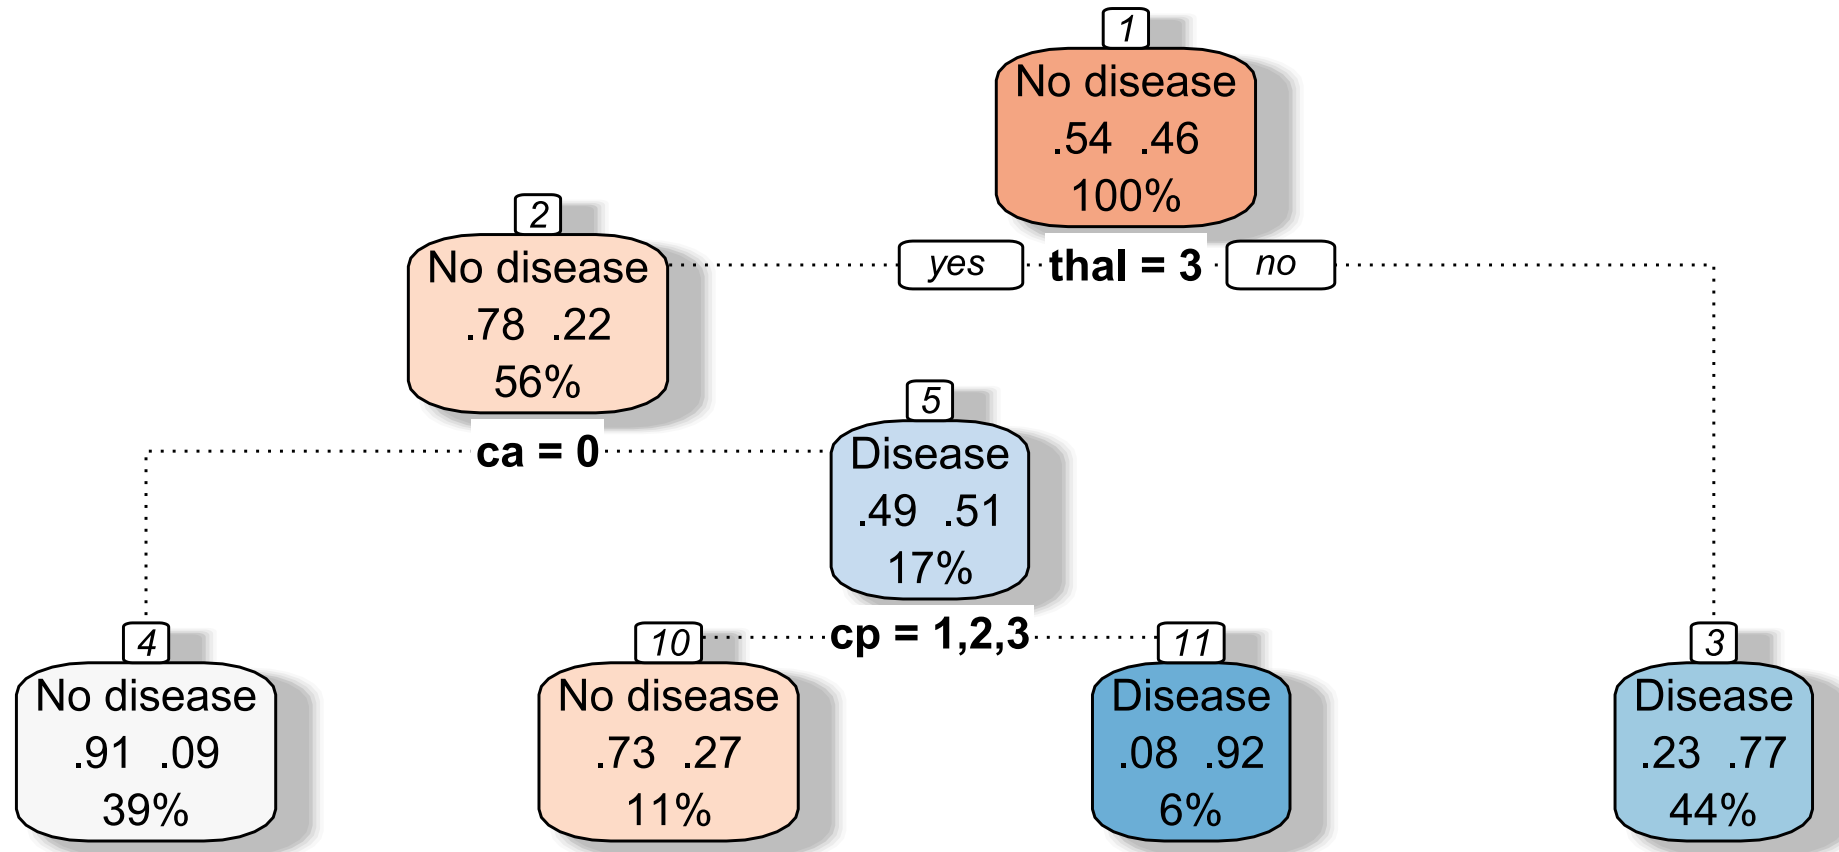 1
No disease
.54 .46
100%
yes thal = 3 no
2
No disease
.78 .22
56%
ca = 0
5
Disease
.49 .51
17%
cp = 1,2,3
4
No disease
.91 .09
39%
10
No disease
.73 .27
11%
11
Disease
.08 .92
6%
3
Disease
.23 .77
44%